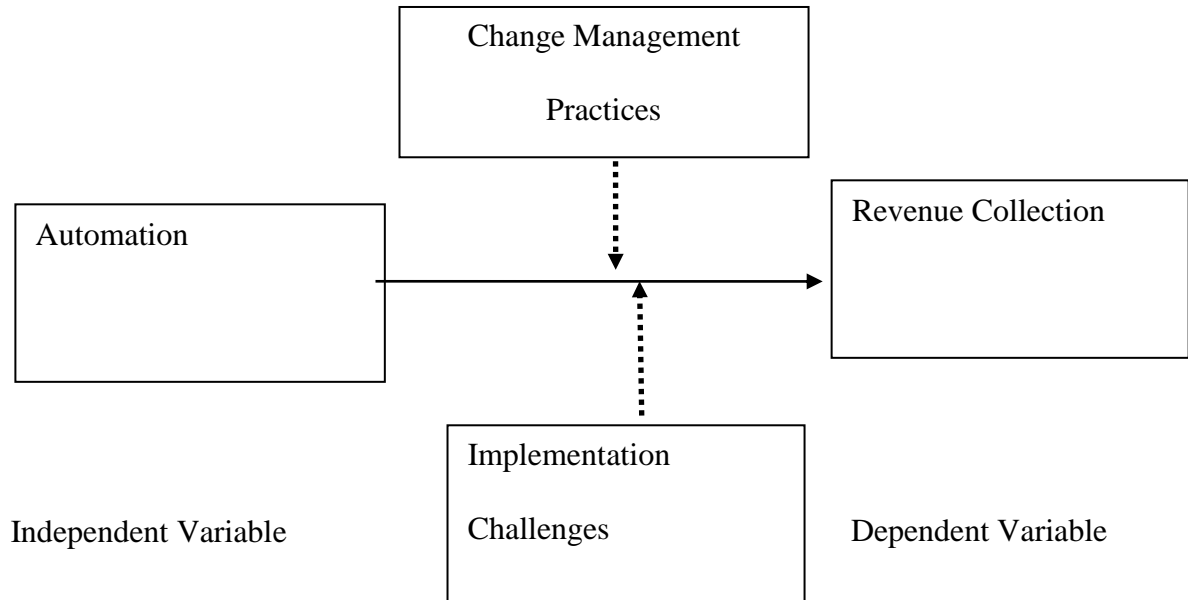 Change Management
Practices
Automation
Revenue Collection
Implementation
Challenges
Independent Variable
Dependent Variable